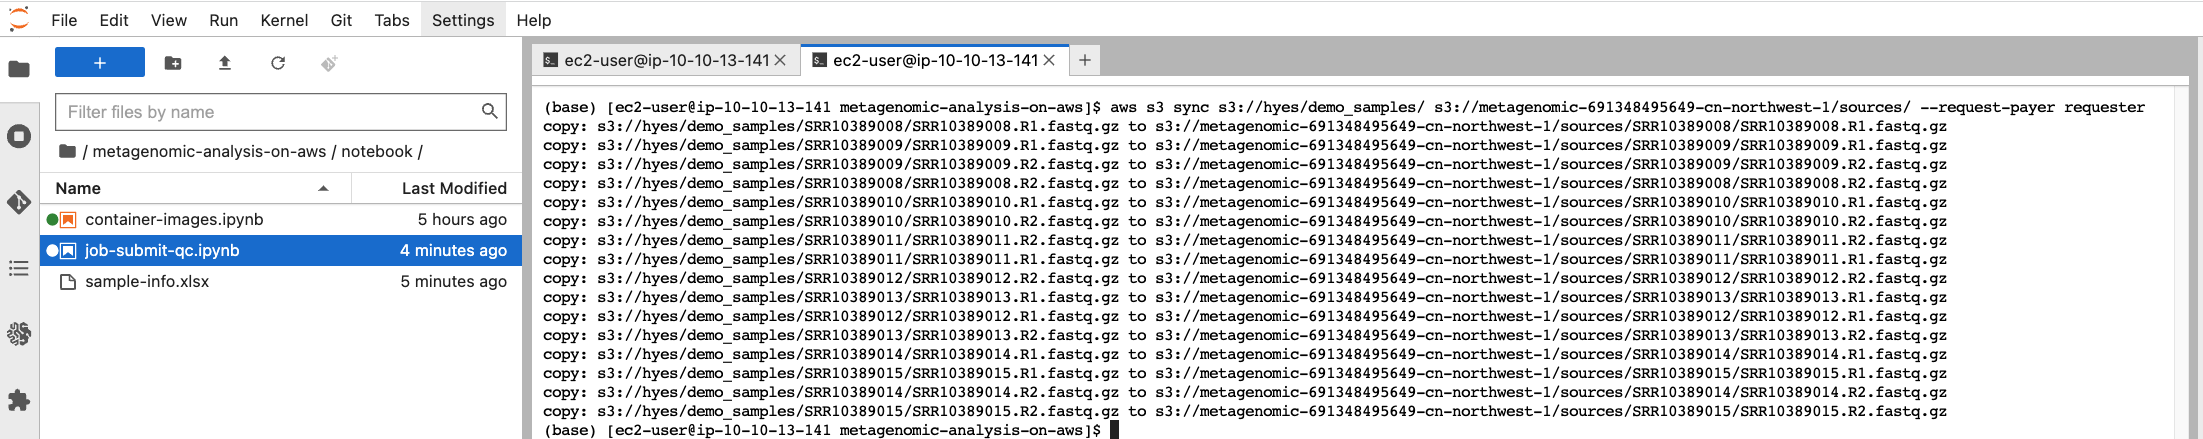 File Edit View Run Kernel Git Tabs Settings Help
+
Filter files by name
/ metagenomic-analysis-on-aws / notebook /
Name Last Modified
container-images.ipynb 5 hours ago
job-submit-qc.ipynb 4 minutes ago
sample-info.xlsx 5 minutes ago
ec2-user@ip-10-10-13-141 × ec2-user@ip-10-10-13-141 × +
(base) [ec2-user@ip-10-10-13-141 metagenomic-analysis-on-aws]$ aws s3 sync s3://hyes/demo_samples/ s3://metagenomic-691348495649-cn-northwest-1/sources/ --request-payer requester
copy: s3://hyes/demo_samples/SRR10389008/SRR10389008.R1.fastq.gz to s3://metagenomic-691348495649-cn-northwest-1/sources/SRR10389008/SRR10389008.R1.fastq.gz
copy: s3://hyes/demo_samples/SRR10389009/SRR10389009.R1.fastq.gz to s3://metagenomic-691348495649-cn-northwest-1/sources/SRR10389009/SRR10389009.R1.fastq.gz
copy: s3://hyes/demo_samples/SRR10389009/SRR10389009.R2.fastq.gz to s3://metagenomic-691348495649-cn-northwest-1/sources/SRR10389009/SRR10389009.R2.fastq.gz
copy: s3://hyes/demo_samples/SRR10389008/SRR10389008.R2.fastq.gz to s3://metagenomic-691348495649-cn-northwest-1/sources/SRR10389008/SRR10389008.R2.fastq.gz
copy: s3://hyes/demo_samples/SRR10389010/SRR10389010.R1.fastq.gz to s3://metagenomic-691348495649-cn-northwest-1/sources/SRR10389010/SRR10389010.R1.fastq.gz
copy: s3://hyes/demo_samples/SRR10389010/SRR10389010.R2.fastq.gz to s3://metagenomic-691348495649-cn-northwest-1/sources/SRR10389010/SRR10389010.R2.fastq.gz
copy: s3://hyes/demo_samples/SRR10389011/SRR10389011.R2.fastq.gz to s3://metagenomic-691348495649-cn-northwest-1/sources/SRR10389011/SRR10389011.R2.fastq.gz
copy: s3://hyes/demo_samples/SRR10389011/SRR10389011.R1.fastq.gz to s3://metagenomic-691348495649-cn-northwest-1/sources/SRR10389011/SRR10389011.R1.fastq.gz
copy: s3://hyes/demo_samples/SRR10389012/SRR10389012.R2.fastq.gz to s3://metagenomic-691348495649-cn-northwest-1/sources/SRR10389012/SRR10389012.R2.fastq.gz
copy: s3://hyes/demo_samples/SRR10389013/SRR10389013.R1.fastq.gz to s3://metagenomic-691348495649-cn-northwest-1/sources/SRR10389013/SRR10389013.R1.fastq.gz
copy: s3://hyes/demo_samples/SRR10389012/SRR10389012.R1.fastq.gz to s3://metagenomic-691348495649-cn-northwest-1/sources/SRR10389012/SRR10389012.R1.fastq.gz
copy: s3://hyes/demo_samples/SRR10389013/SRR10389013.R2.fastq.gz to s3://metagenomic-691348495649-cn-northwest-1/sources/SRR10389013/SRR10389013.R2.fastq.gz
copy: s3://hyes/demo_samples/SRR10389014/SRR10389014.R1.fastq.gz to s3://metagenomic-691348495649-cn-northwest-1/sources/SRR10389014/SRR10389014.R1.fastq.gz
copy: s3://hyes/demo_samples/SRR10389015/SRR10389015.R1.fastq.gz to s3://metagenomic-691348495649-cn-northwest-1/sources/SRR10389015/SRR10389015.R1.fastq.gz
copy: s3://hyes/demo_samples/SRR10389014/SRR10389014.R2.fastq.gz to s3://metagenomic-691348495649-cn-northwest-1/sources/SRR10389014/SRR10389014.R2.fastq.gz
copy: s3://hyes/demo_samples/SRR10389015/SRR10389015.R2.fastq.gz to s3://metagenomic-691348495649-cn-northwest-1/sources/SRR10389015/SRR10389015.R2.fastq.gz
(base) [ec2-user@ip-10-10-13-141 metagenomic-analysis-on-aws]$